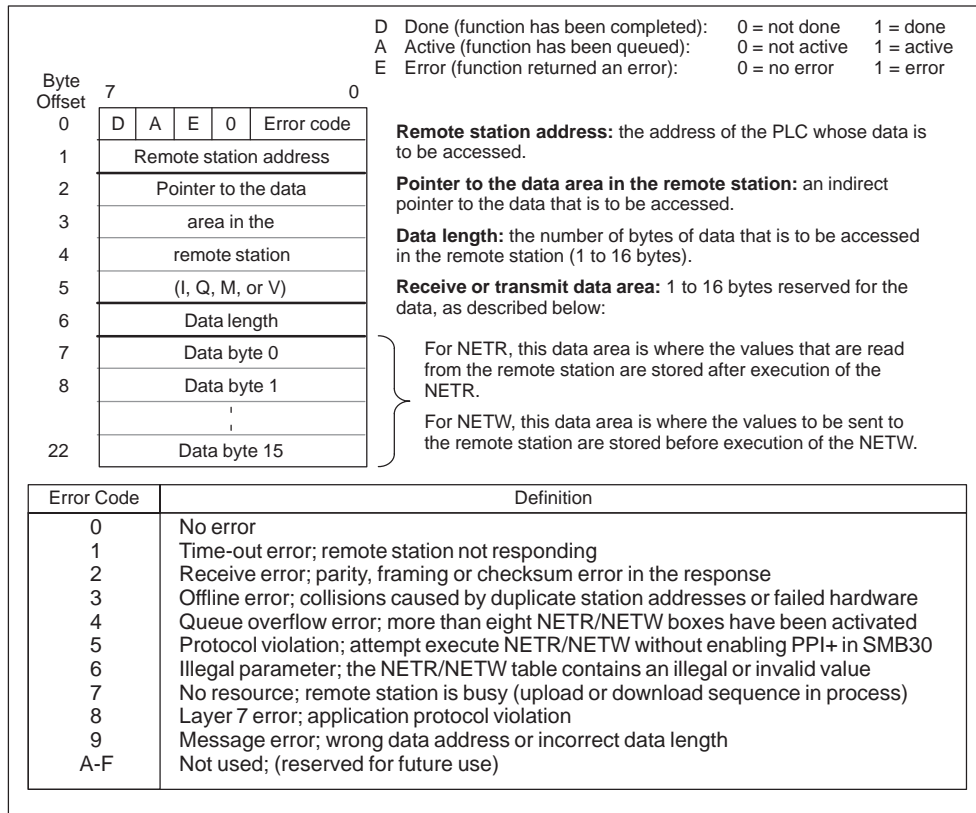 D Done (function has been completed): 0 = not done 1 = done
A Active (function has been queued): 0 = not active 1 = active
E Error (function returned an error): 0 = no error 1 = error
Byte
Offset
7 0
0 D A E 0 Error code
1 Remote station address
2 Pointer to the data
3 area in the
4 remote station
5 (I, Q, M, or V)
6 Data length
7 Data byte 0
8 Data byte 1
22 Data byte 15
Remote station address: the address of the PLC whose data is
to be accessed.
Pointer to the data area in the remote station: an indirect
pointer to the data that is to be accessed.
Data length: the number of bytes of data that is to be accessed
in the remote station (1 to 16 bytes).
Receive or transmit data area: 1 to 16 bytes reserved for the
data, as described below:
For NETR, this data area is where the values that are read
from the remote station are stored after execution of the
NETR.
For NETW, this data area is where the values to be sent to
the remote station are stored before execution of the NETW.
Error Code Definition
0 No error
1 Time-out error; remote station not responding
2 Receive error; parity, framing or checksum error in the response
3 Offline error; collisions caused by duplicate station addresses or failed hardware
4 Queue overflow error; more than eight NETR/NETW boxes have been activated
5 Protocol violation; attempt execute NETR/NETW without enabling PPI+ in SMB30
6 Illegal parameter; the NETR/NETW table contains an illegal or invalid value
7 No resource; remote station is busy (upload or download sequence in process)
8 Layer 7 error; application protocol violation
9 Message error; wrong data address or incorrect data length
A-F Not used; (reserved for future use)